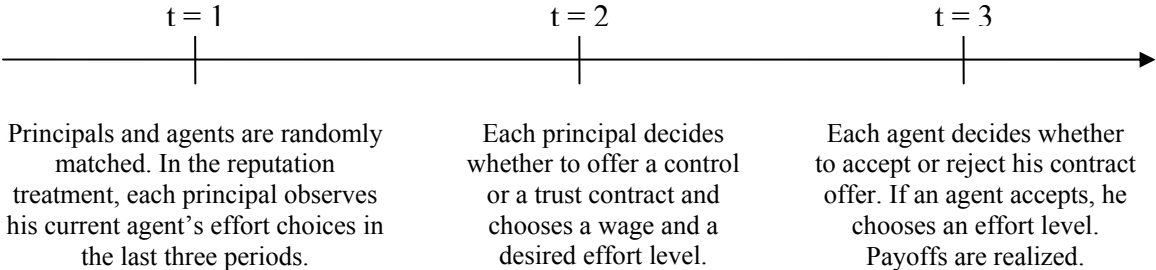 t = 1
t = 2
t = 3
Principals and agents are randomly
matched. In the reputation
treatment, each principal observes
his current agent's effort choices in
the last three periods.
Each principal decides
whether to offer a control
or a trust contract and
chooses a wage and a
desired effort level.
Each agent decides whether
to accept or reject his contract
offer. If an agent accepts, he
chooses an effort level.
Payoffs are realized.